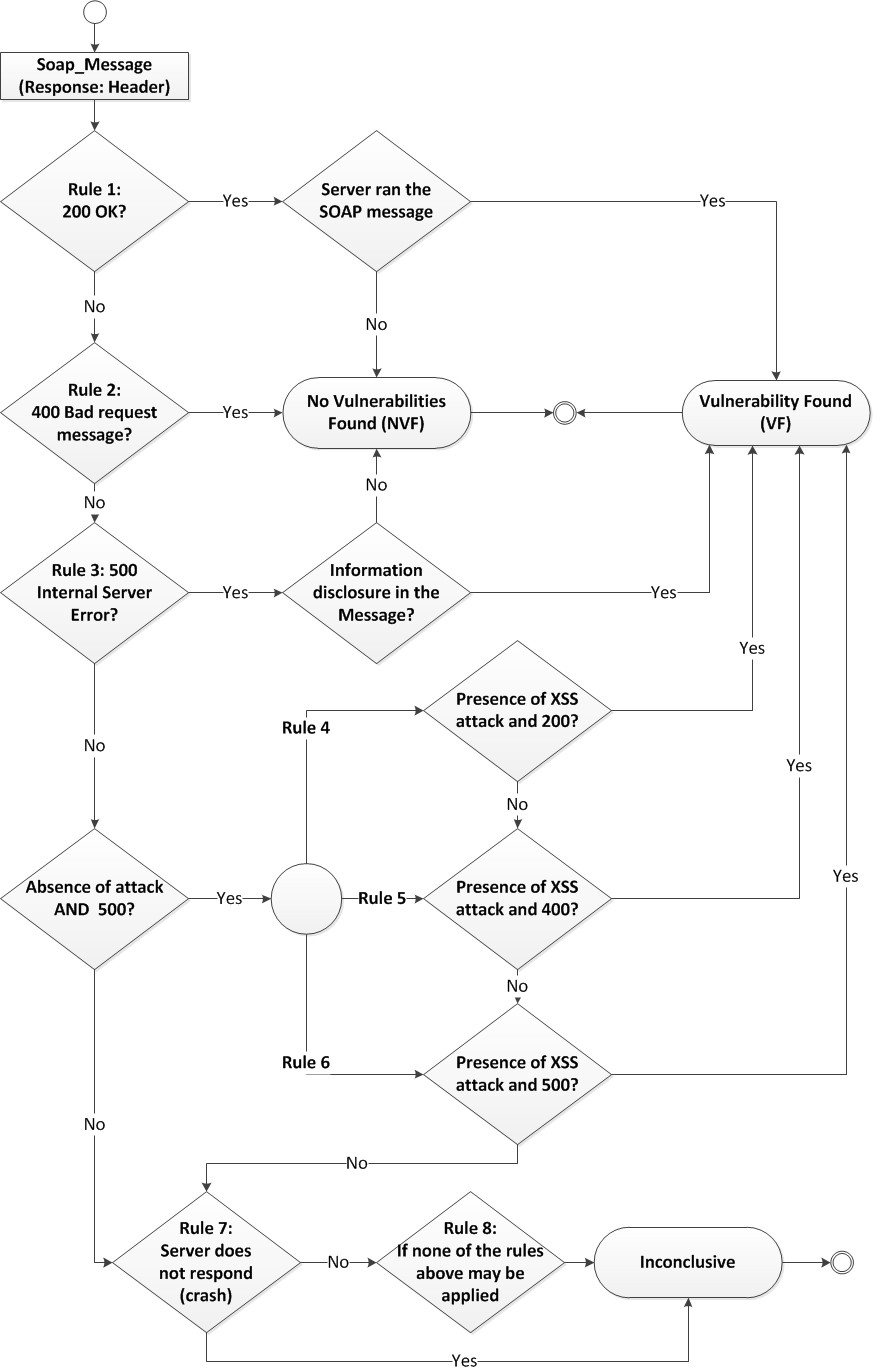 Soap_Message
(Response: Header)
Rule 1:
200 OK?
Yes
Server ran the
SOAP message
Yes
No
No
Rule 2:
400 Bad request
message?
Yes
No Vulnerabilities
Found (NVF)
Vulnerability Found
(VF)
No
No
Rule 3: 500
Internal Server
Error?
Yes
Information
disclosure in the
Message?
Yes
Yes
No
Rule 4
Presence of XSS
attack and 200?
Yes
No
Absence of attack
AND  500?
Yes
Rule 5
Presence of XSS
attack and 400?
Yes
No
Rule 6
Presence of XSS
attack and 500?
No
No
Rule 7:
Server does
not respond
(crash)
No
Rule 8:
If none of the rules
above may be
applied
Inconclusive
Yes